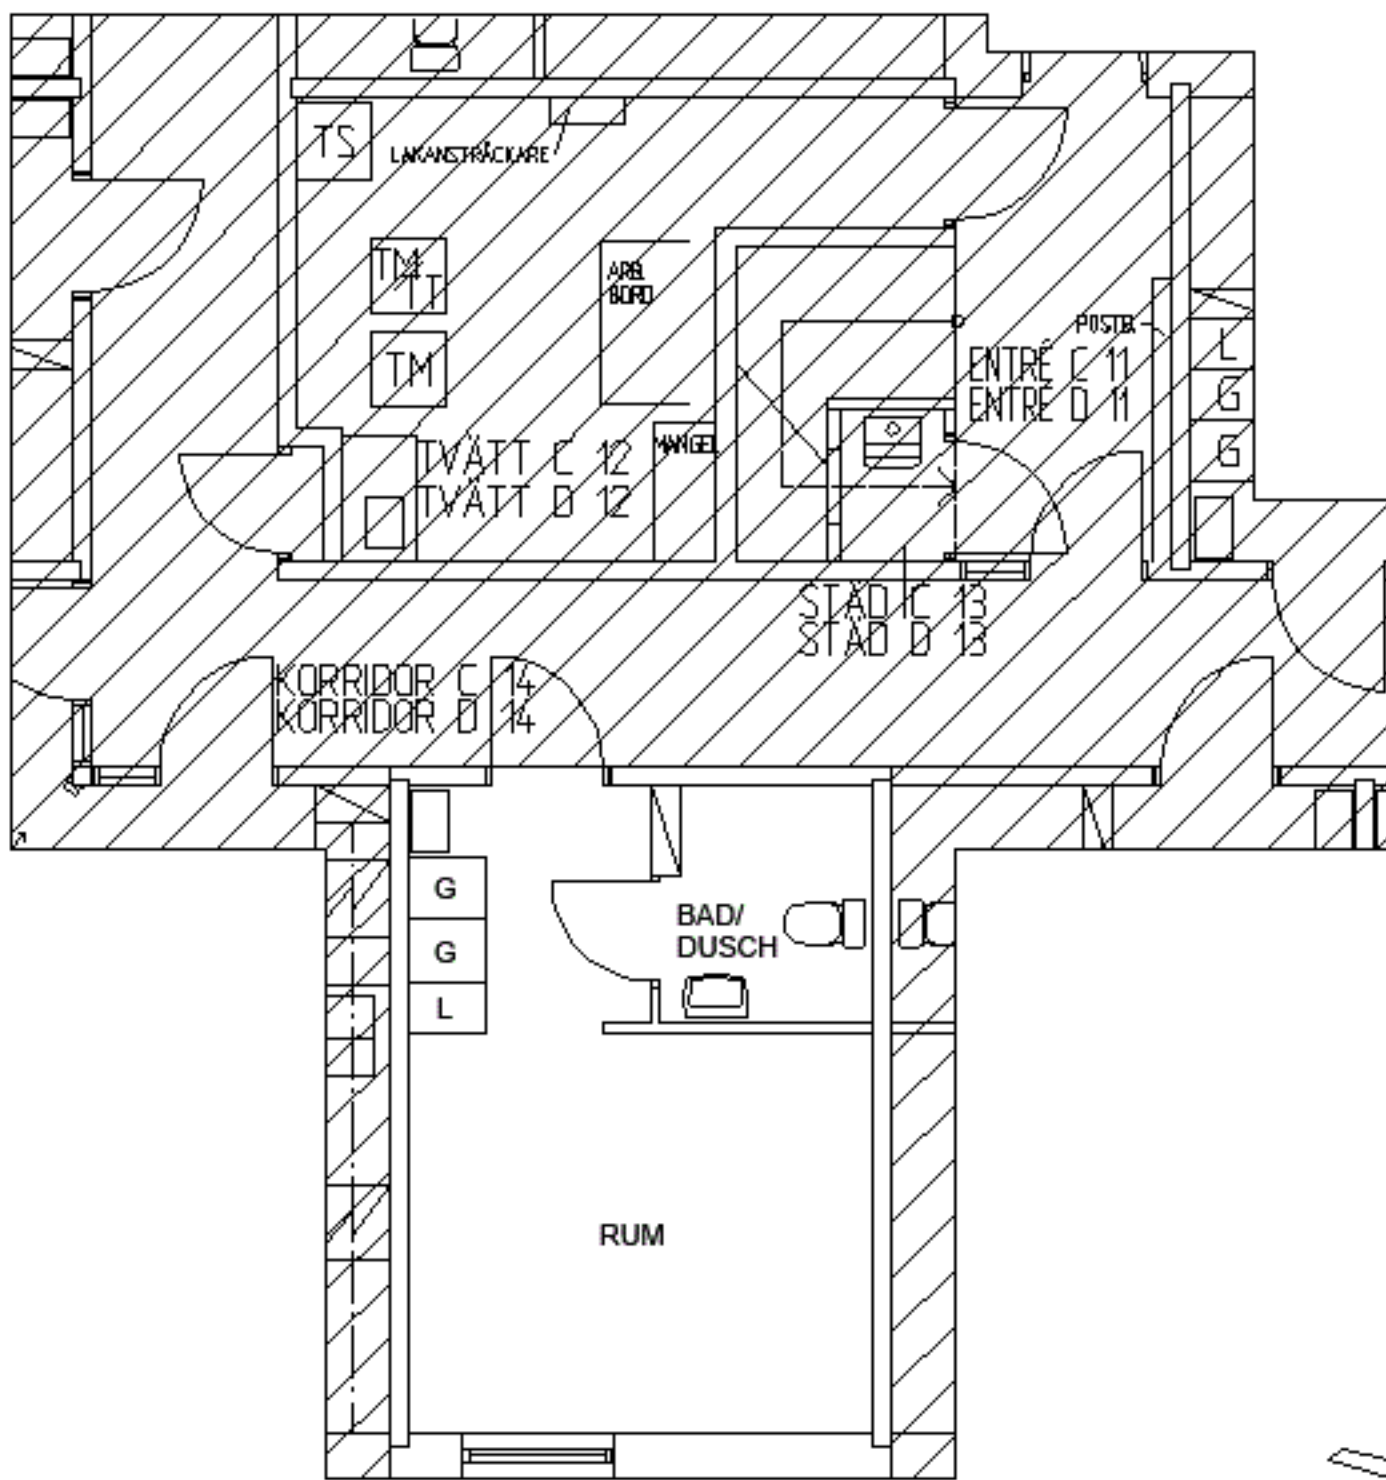 TS
LAKANSTRÄCKARE
TM
TT
ARB.
BORD
TM
POSTB.
ENTRÉ C 11
ENTRÉ D 11
L
G
G
MANGEL
TVÄTT C 12
TVÄTT D 12
STÄD C 13
STÄD D 13
KORRIDOR C 14
KORRIDOR D 14
G
G
L
BAD/
DUSCH
RUM